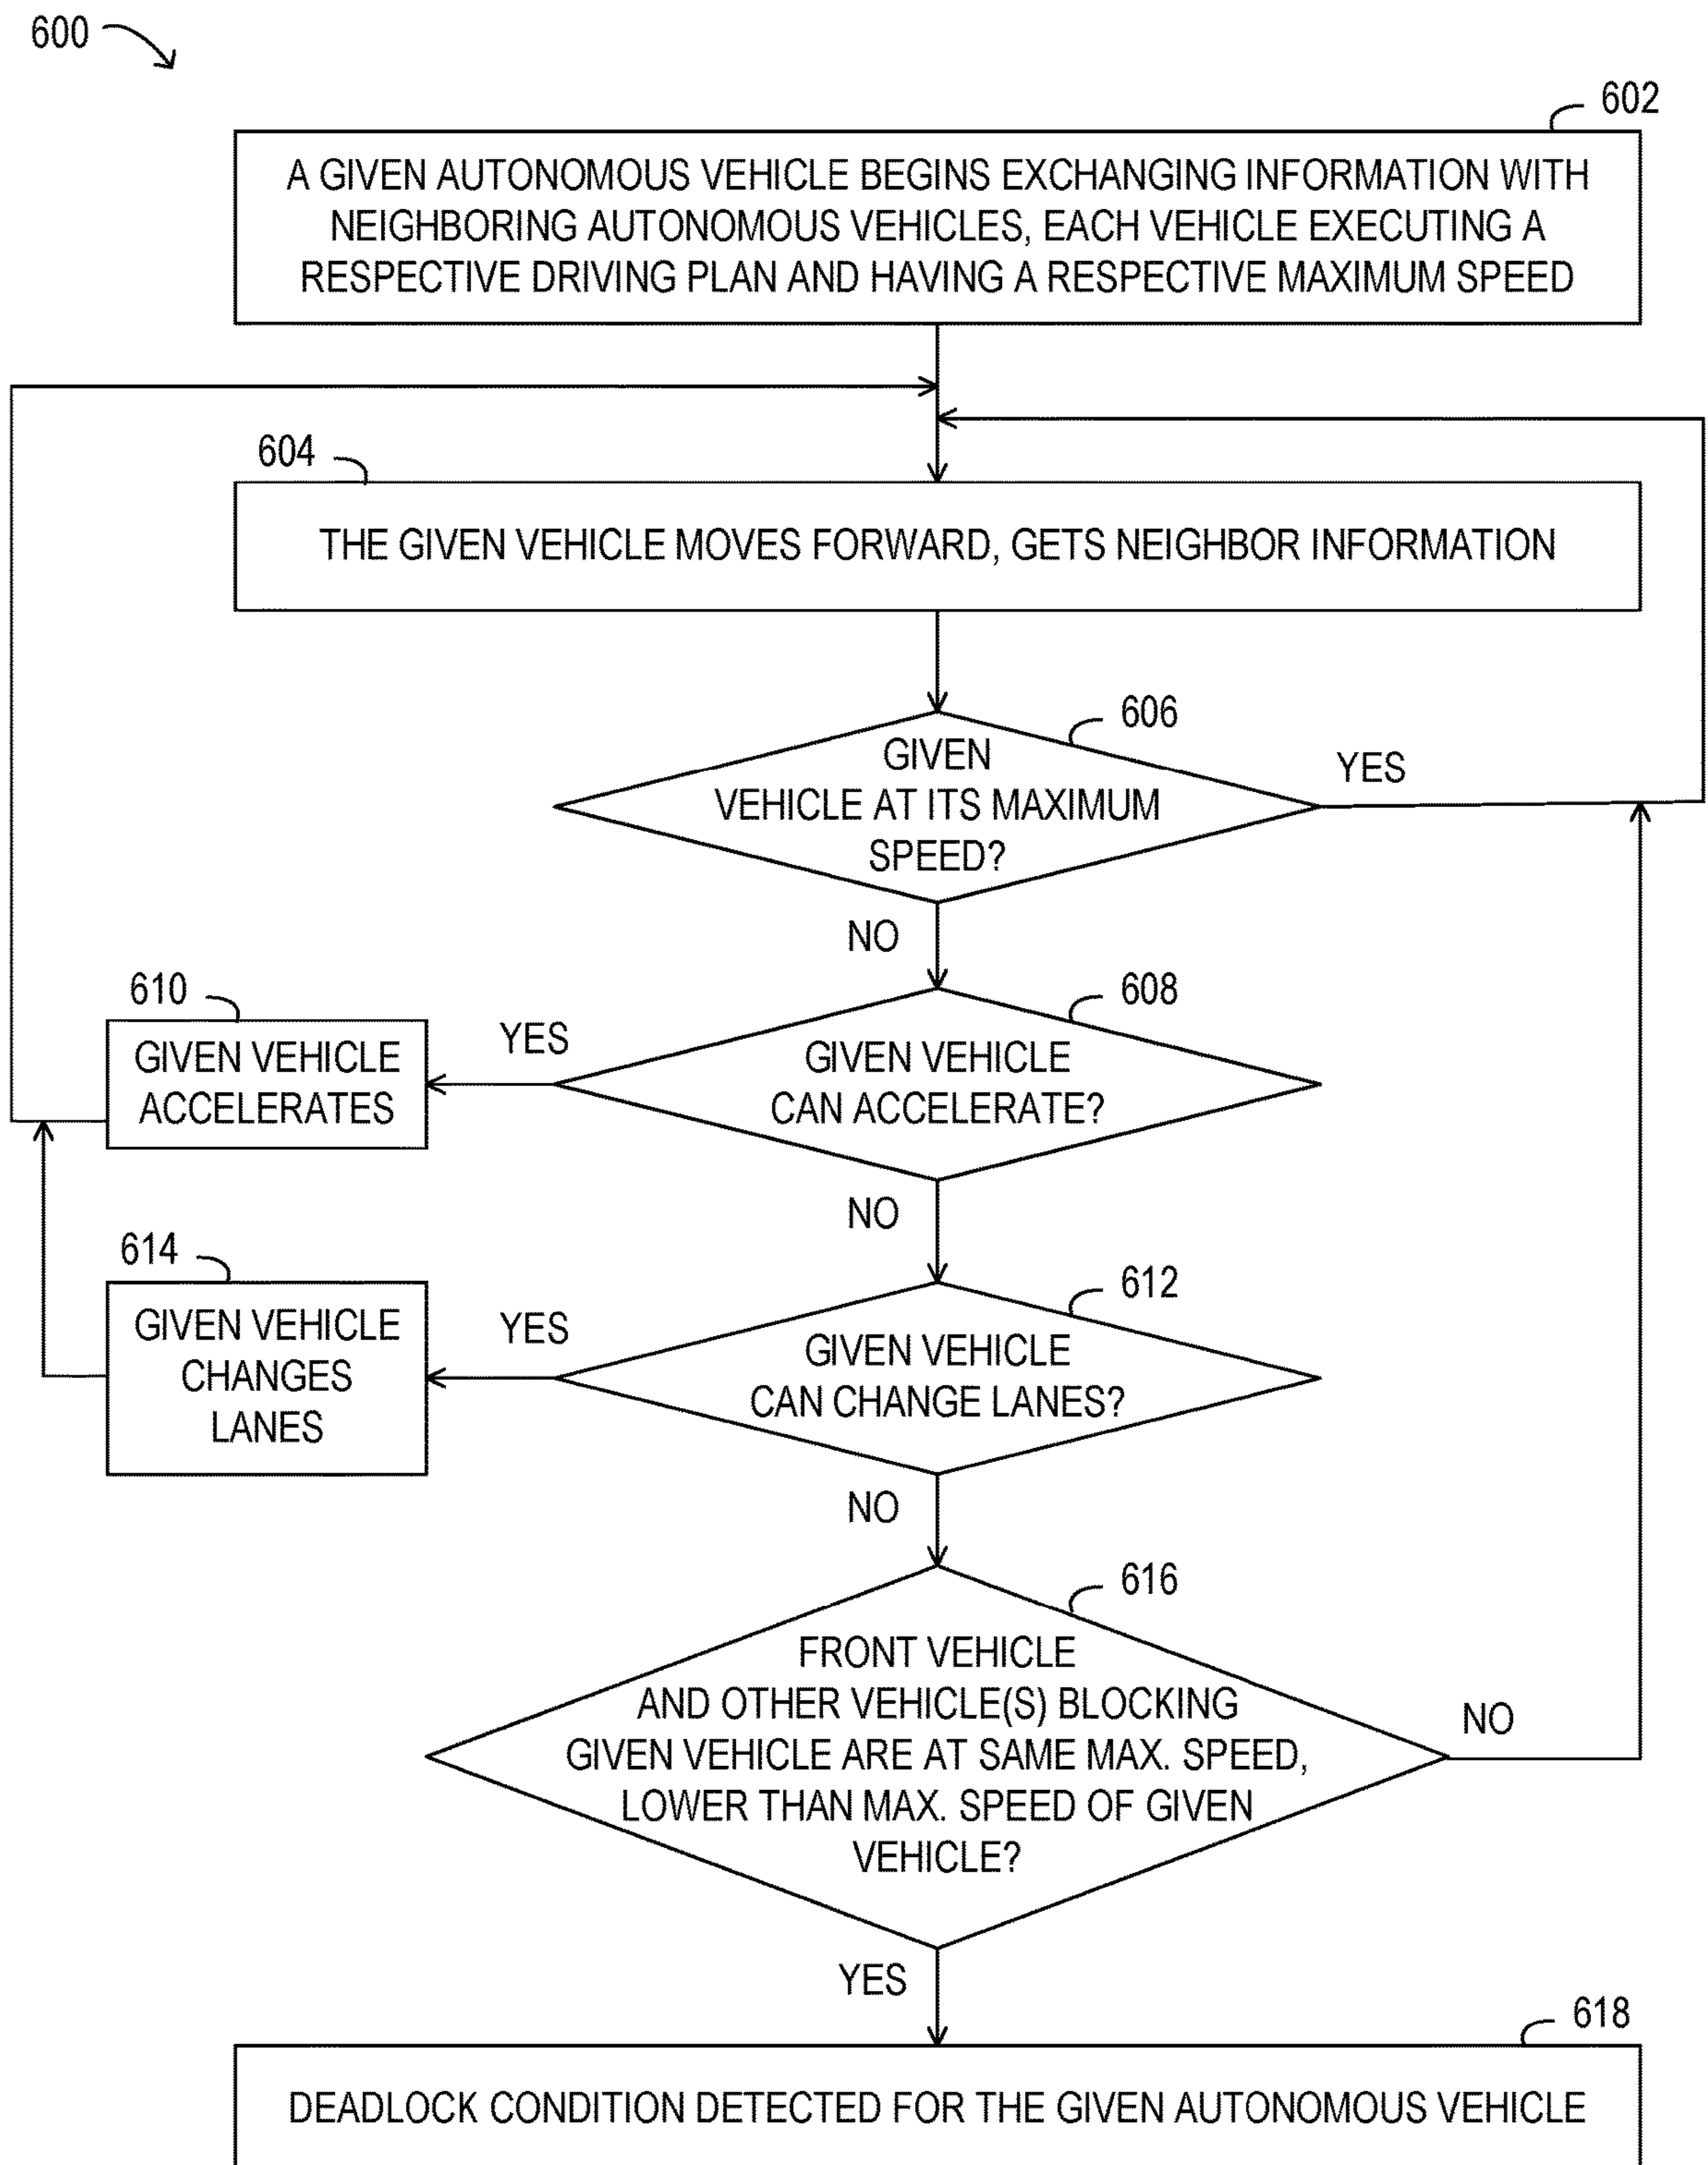 600
602
A GIVEN AUTONOMOUS VEHICLE BEGINS EXCHANGING INFORMATION WITH
NEIGHBORING AUTONOMOUS VEHICLES, EACH VEHICLE EXECUTING A
RESPECTIVE DRIVING PLAN AND HAVING A RESPECTIVE MAXIMUM SPEED
604
THE GIVEN VEHICLE MOVES FORWARD, GETS NEIGHBOR INFORMATION
606
GIVEN
VEHICLE AT ITS MAXIMUM
SPEED?
YES
NO
608
GIVEN VEHICLE
CAN ACCELERATE?
YES
610
GIVEN VEHICLE
ACCELERATES
NO
612
GIVEN VEHICLE
CAN CHANGE LANES?
YES
614
GIVEN VEHICLE
CHANGES
LANES
NO
616
FRONT VEHICLE
AND OTHER VEHICLE(S) BLOCKING
GIVEN VEHICLE ARE AT SAME MAX. SPEED,
LOWER THAN MAX. SPEED OF GIVEN
VEHICLE?
NO
YES
618
DEADLOCK CONDITION DETECTED FOR THE GIVEN AUTONOMOUS VEHICLE